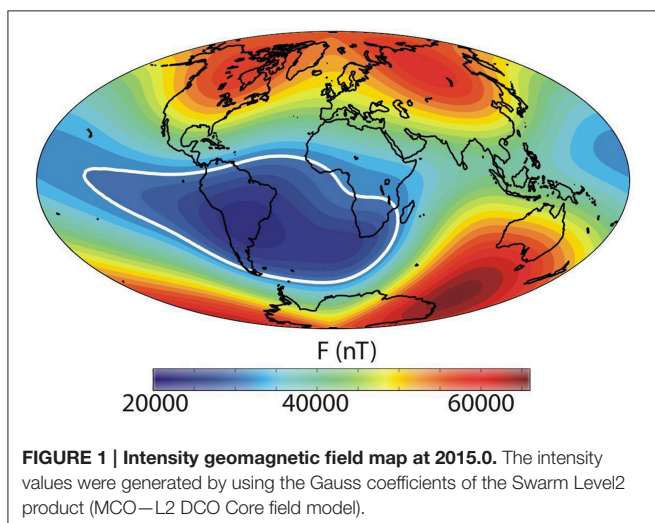 F (nT)
20000 40000 60000
FIGURE 1 | Intensity geomagnetic field map at 2015.0. The intensity
values were generated by using the Gauss coefficients of the Swarm Level2
product (MCO—L2 DCO Core field model).